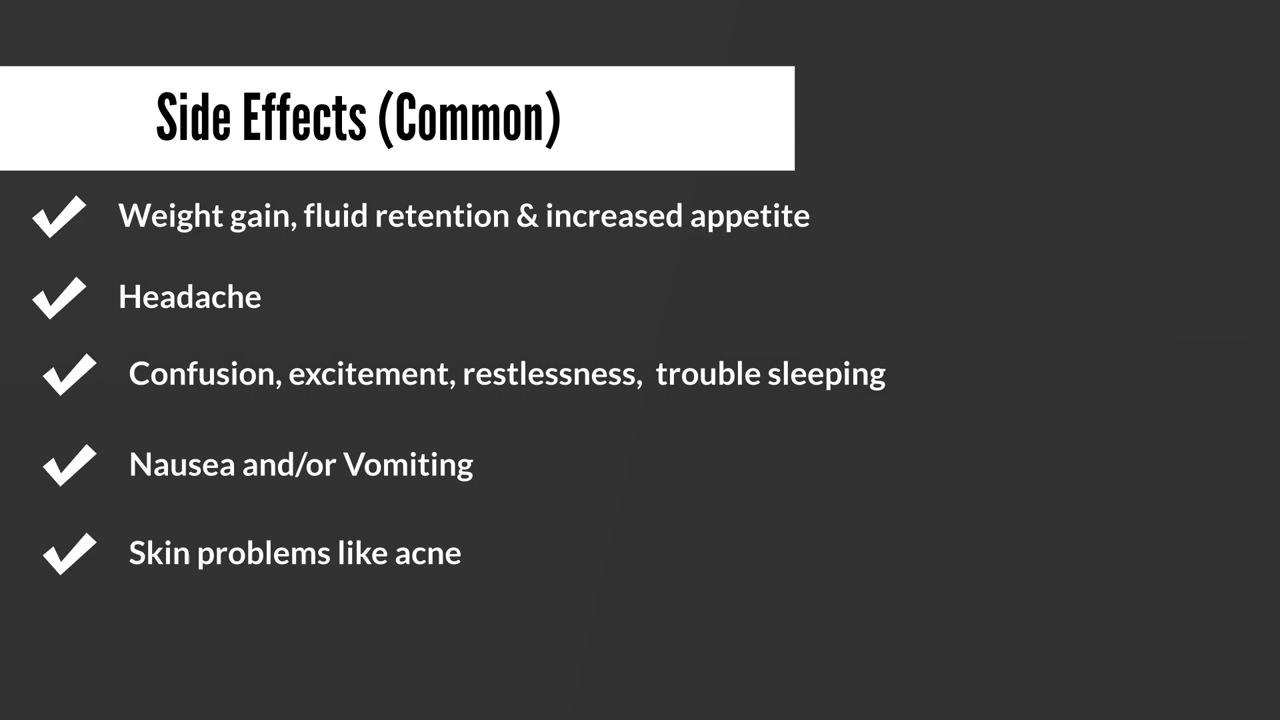 Side Effects (Common)
Weight gain, fluid retention & increased appetite
Headache
Confusion, excitement, restlessness,  trouble sleeping
Nausea and/or Vomiting
Skin problems like acne